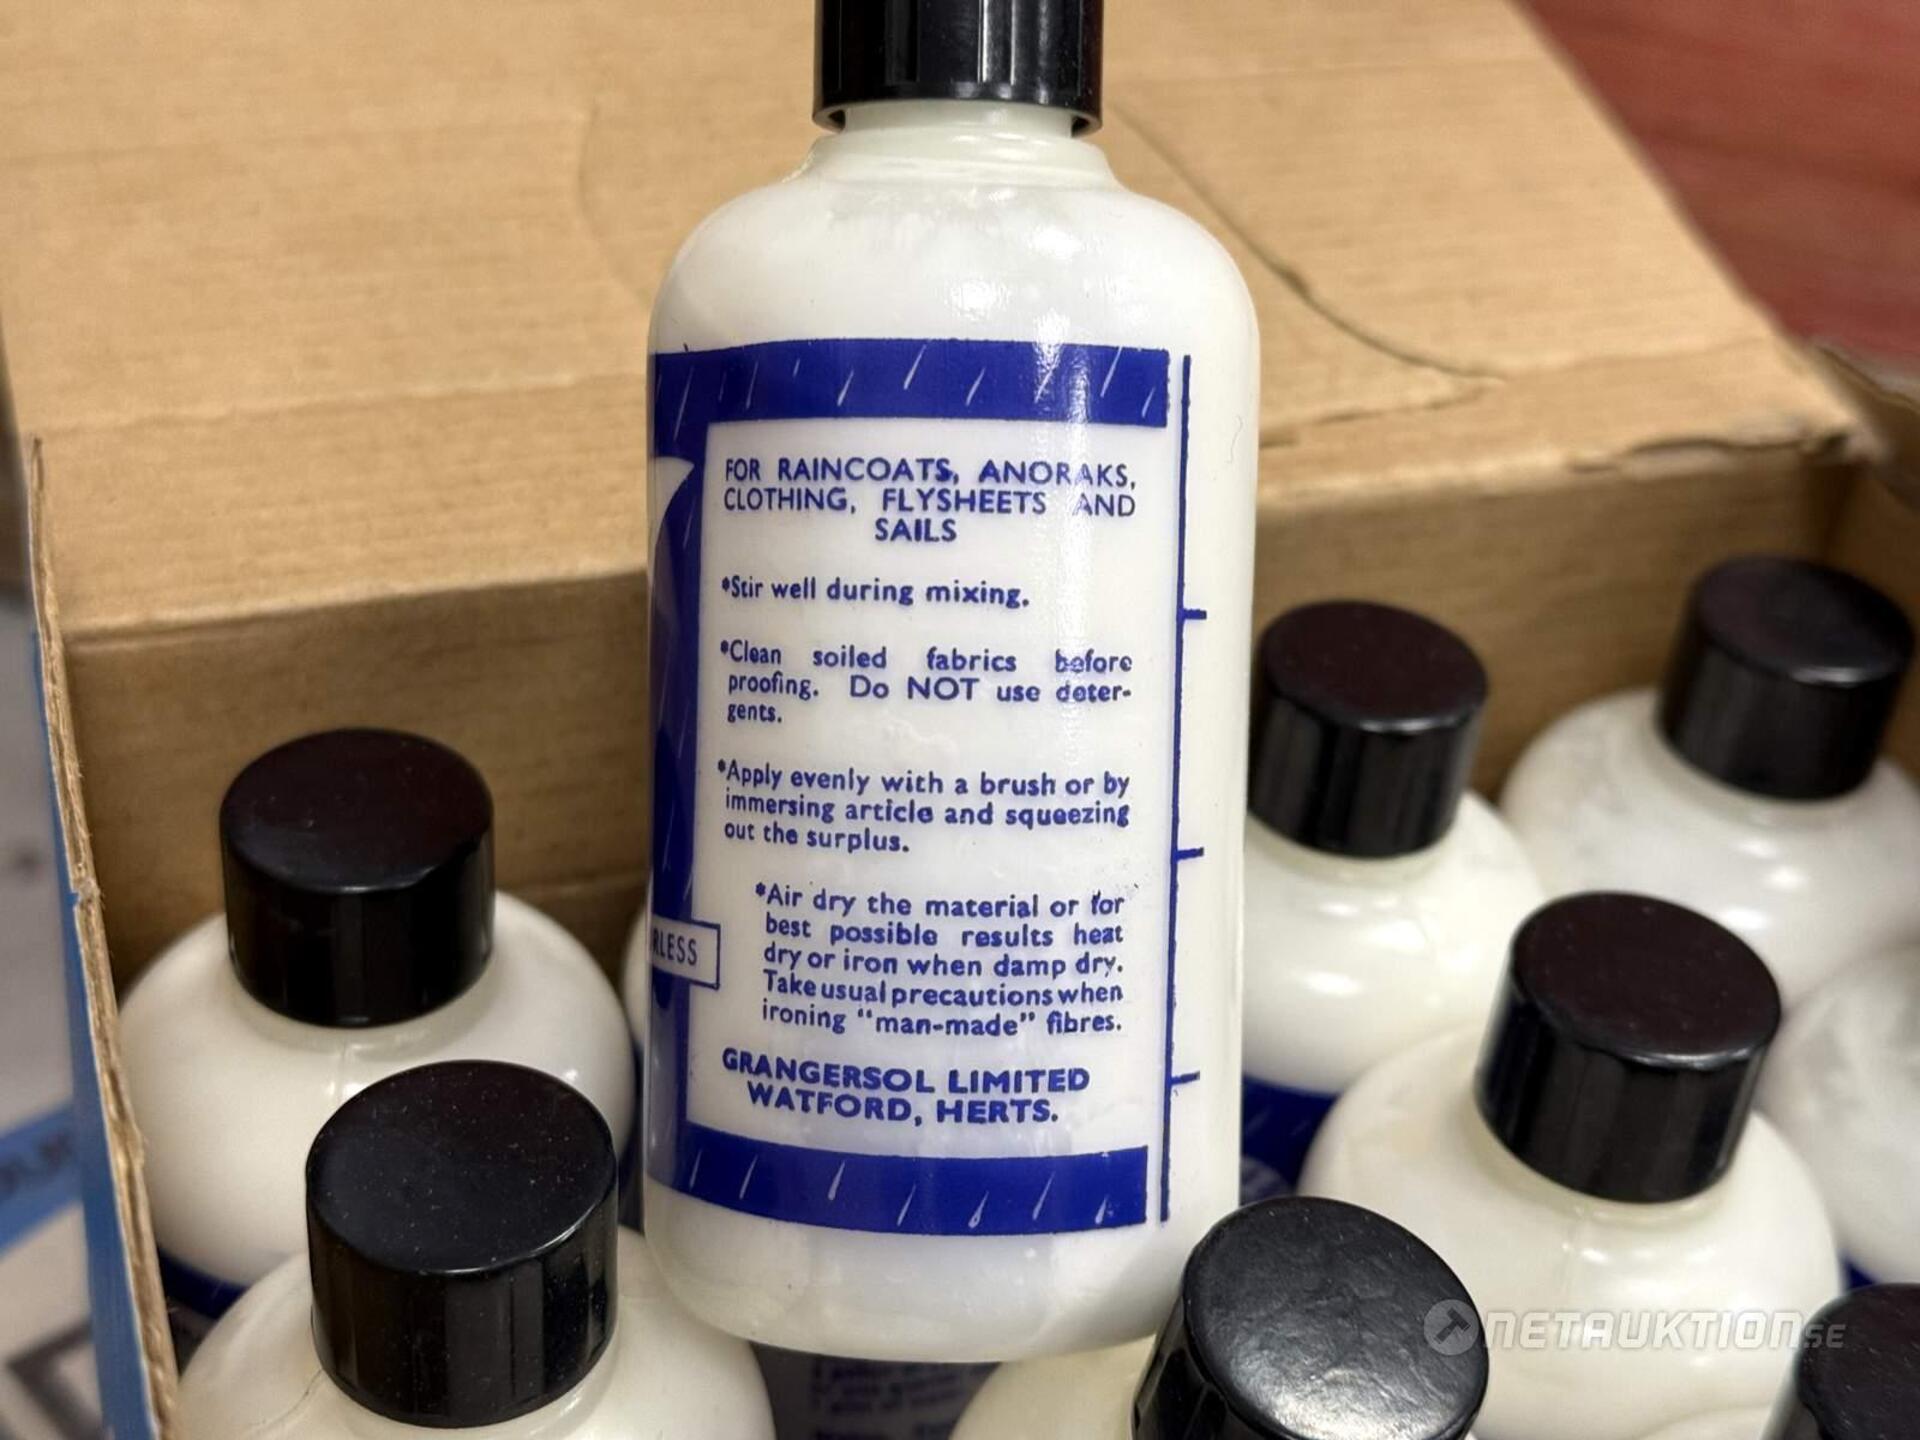 FOR RAINCOATS, ANORAKS,
CLOTHING, FLYSHEETS AND
SAILS
*Stir well during mixing.
*Clean soiled fabrics before
proofing. Do NOT use deter-
gents.
*Apply evenly with a brush or by
immersing article and squeezing
out the surplus.
*Air dry the material or for
best possible results heat
dry or iron when damp dry.
Take usual precautions when
ironing "man-made" fibres.
RLESS
GRANGERSOL LIMITED
WATFORD, HERTS.
NETAUKTION.SE